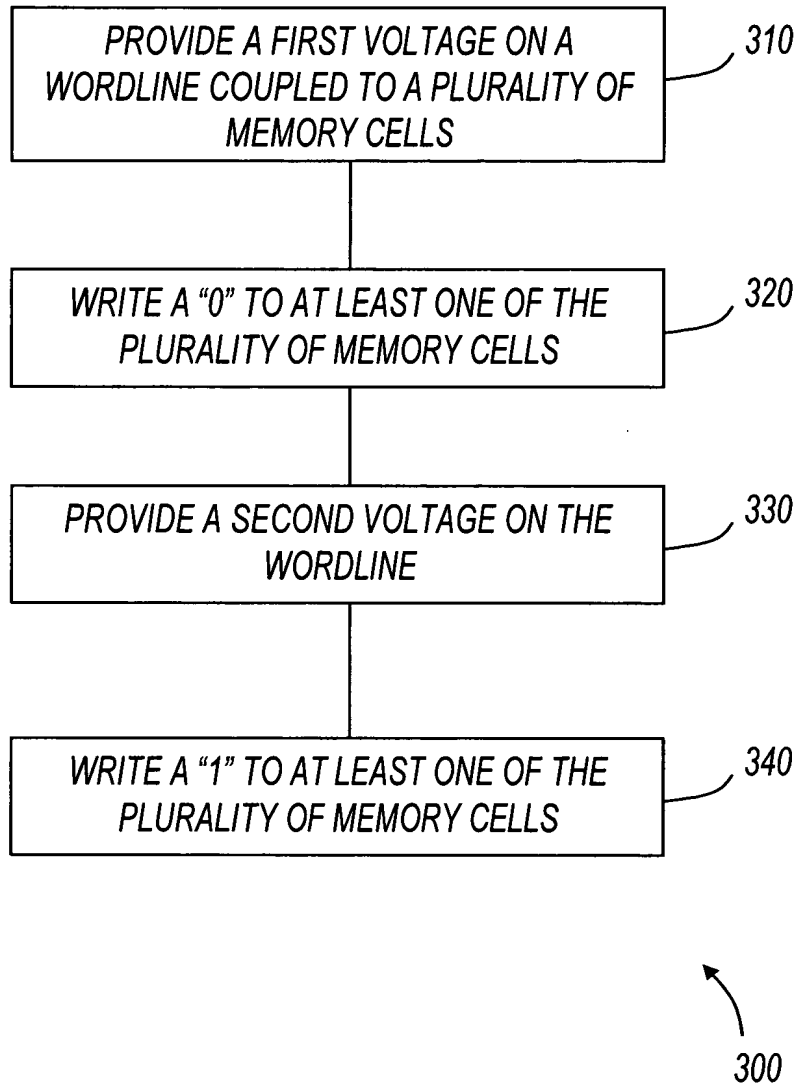 PROVIDE A FIRST VOLTAGE ON A
WORDLINE COUPLED TO A PLURALITY OF
MEMORY CELLS
310
WRITE A “0” TO AT LEAST ONE OF THE
PLURALITY OF MEMORY CELLS
320
PROVIDE A SECOND VOLTAGE ON THE
WORDLINE
330
WRITE A “1” TO AT LEAST ONE OF THE
PLURALITY OF MEMORY CELLS
340
300